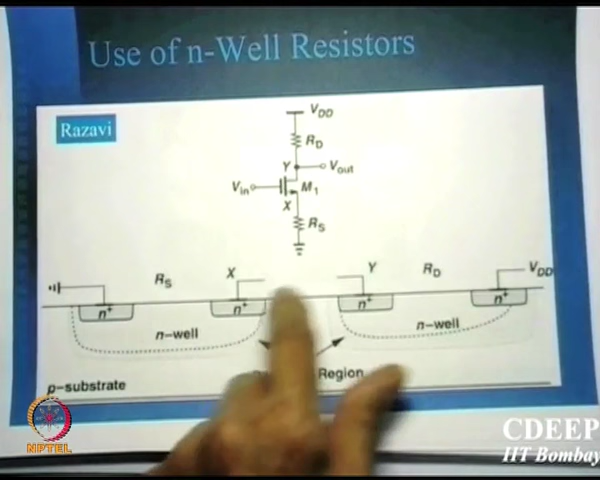 Use of n-Well Resistors
Razavi
VDD
RD
Y
Vout
Vin
M1
X
RS
RS
X
Y
RD
VDD
n+
n+
n+
n+
n-well
n-well
Region
p-substrate
NPTEL
CDEEP
IIT Bombay